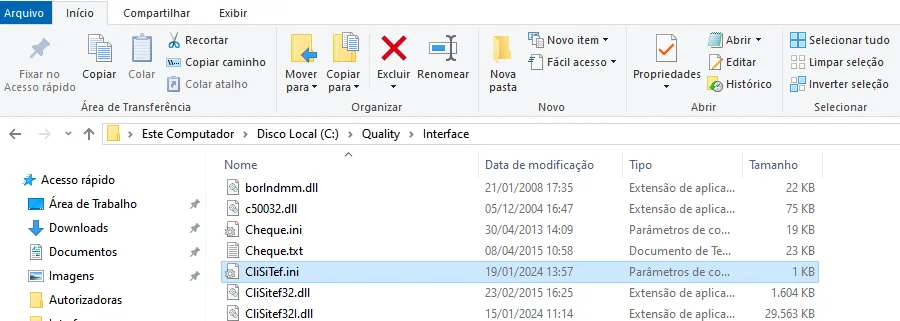 Arquivo Início Compartilhar Exibir
Fixar no Acesso rápido
Copiar
Colar
Recortar
Copiar caminho
Colar atalho
Área de Transferência
Mover para
Copiar para
Excluir
Renomear
Organizar
Nova pasta
Novo item
Fácil acesso
Novo
Propriedades
Abrir
Editar
Histórico
Abrir
Selecionar tudo
Limpar seleção
Inverter seleção
Selecionar
Este Computador > Disco Local (C:) > Quality > Interface
Acesso rápido
Área de Trabalho
Downloads
Documentos
Imagens
Autorizadoras
Nome Data de modificação Tipo Tamanho
borlndmm.dll 21/01/2008 17:35 Extensão de aplica... 22 KB
c50032.dll 05/12/2004 16:47 Extensão de aplica... 75 KB
Cheque.ini 30/04/2013 14:09 Parâmetros de co... 19 KB
Cheque.txt 08/04/2015 10:58 Documento de Te... 23 KB
CliSiTef.ini 19/01/2024 13:57 Parâmetros de co... 1 KB
CliSitef32.dll 23/02/2015 16:25 Extensão de aplica... 1.604 KB
CliSitef32I.dll 15/01/2024 11:14 Extensão de aplica... 29.563 KB